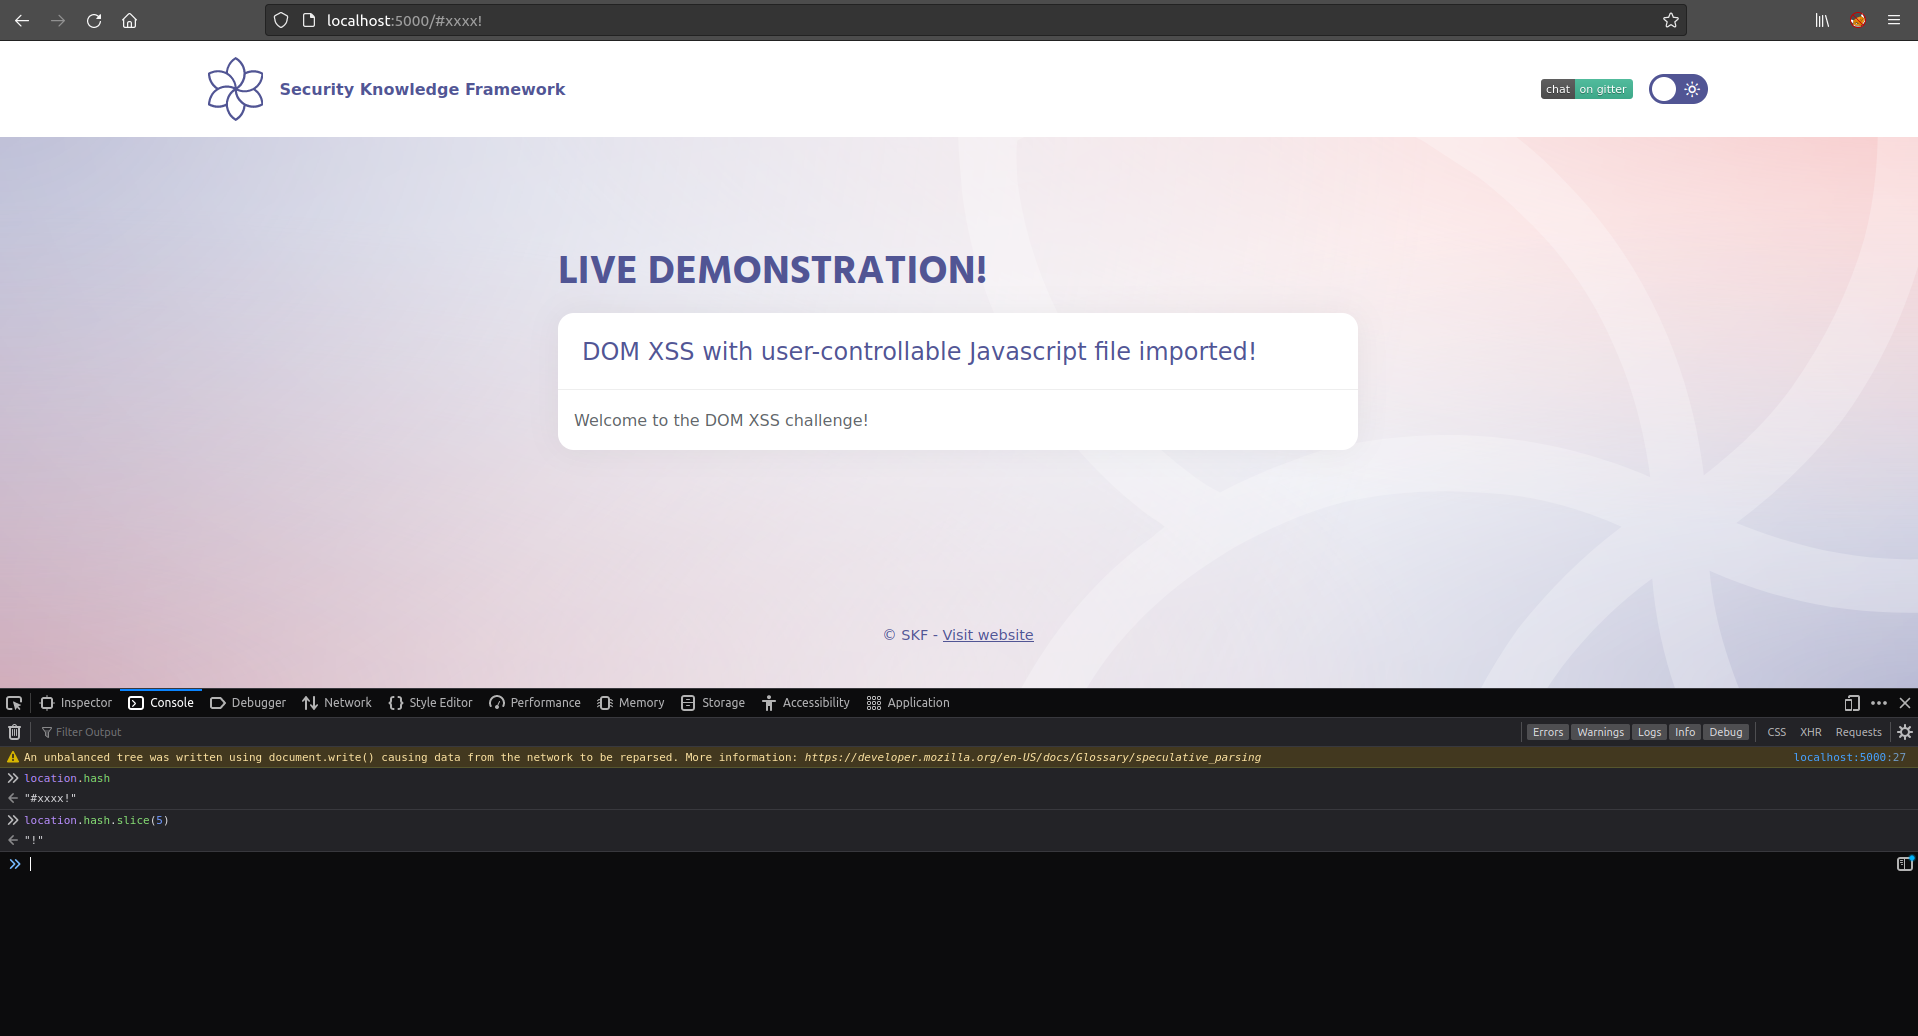 localhost:5000/#xxxx!
Security Knowledge Framework
chat on gitter
LIVE DEMONSTRATION!
DOM XSS with user-controllable Javascript file imported!
Welcome to the DOM XSS challenge!
© SKF - Visit website
Inspector Console Debugger Network Style Editor Performance Memory Storage Accessibility Application
Filter Output Errors Warnings Logs Info Debug CSS XHR Requests
An unbalanced tree was written using document.write() causing data from the network to be reparsed. More information: https://developer.mozilla.org/en-US/docs/Glossary/speculative_parsing localhost:5000:27
location.hash
"#xxxx!"
location.hash.slice(5)
"!"